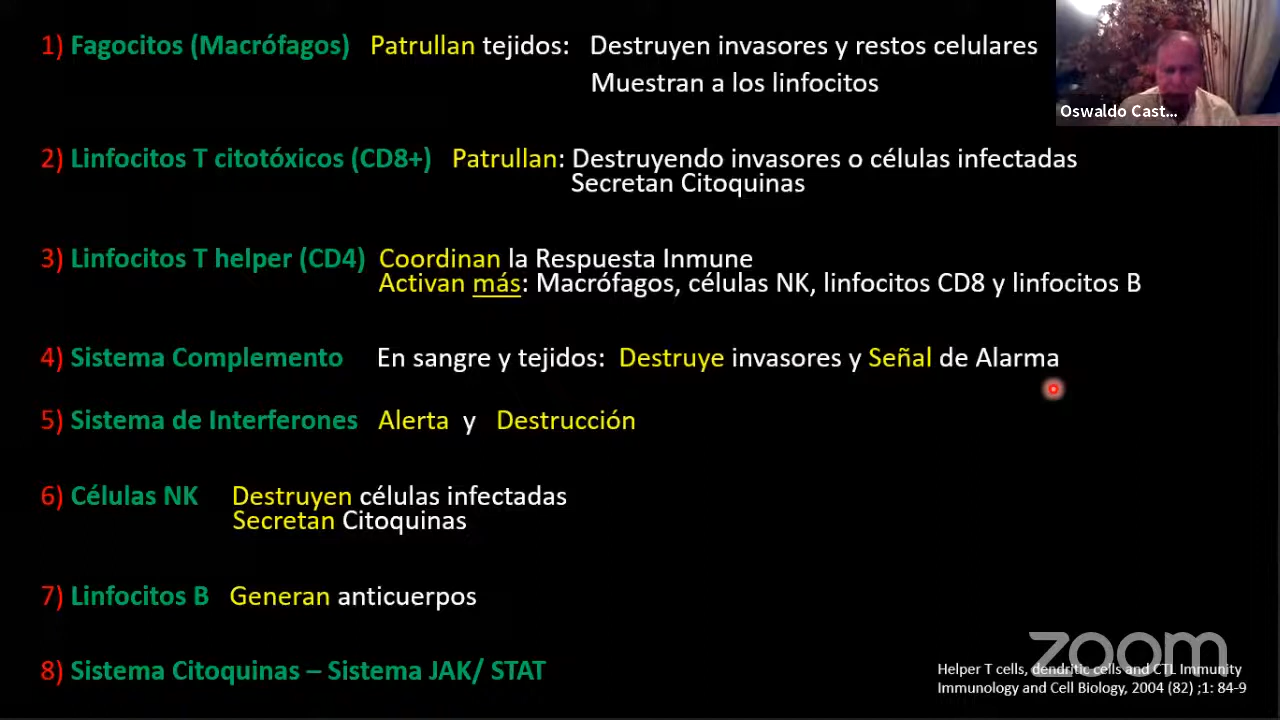 1) Fagocitos (Macrófagos) Patrullan tejidos: Destruyen invasores y restos celulares
Muestran a los linfocitos
Oswaldo Cast...
2) Linfocitos T citotóxicos (CD8+) Patrullan: Destruyendo invasores o células infectadas
Secretan Citoquinas
3) Linfocitos T helper (CD4) Coordinan la Respuesta Inmune
Activan más: Macrófagos, células NK, linfocitos CD8 y linfocitos B
4) Sistema Complemento En sangre y tejidos: Destruye invasores y Señal de Alarma
5) Sistema de Interferones Alerta y Destrucción
6) Células NK Destruyen células infectadas
Secretan Citoquinas
7) Linfocitos B Generan anticuerpos
8) Sistema Citoquinas – Sistema JAK/ STAT
zoom
Helper T cells, dendritic cells and CTL Immunity
Immunology and Cell Biology, 2004 (82) ;1: 84-9